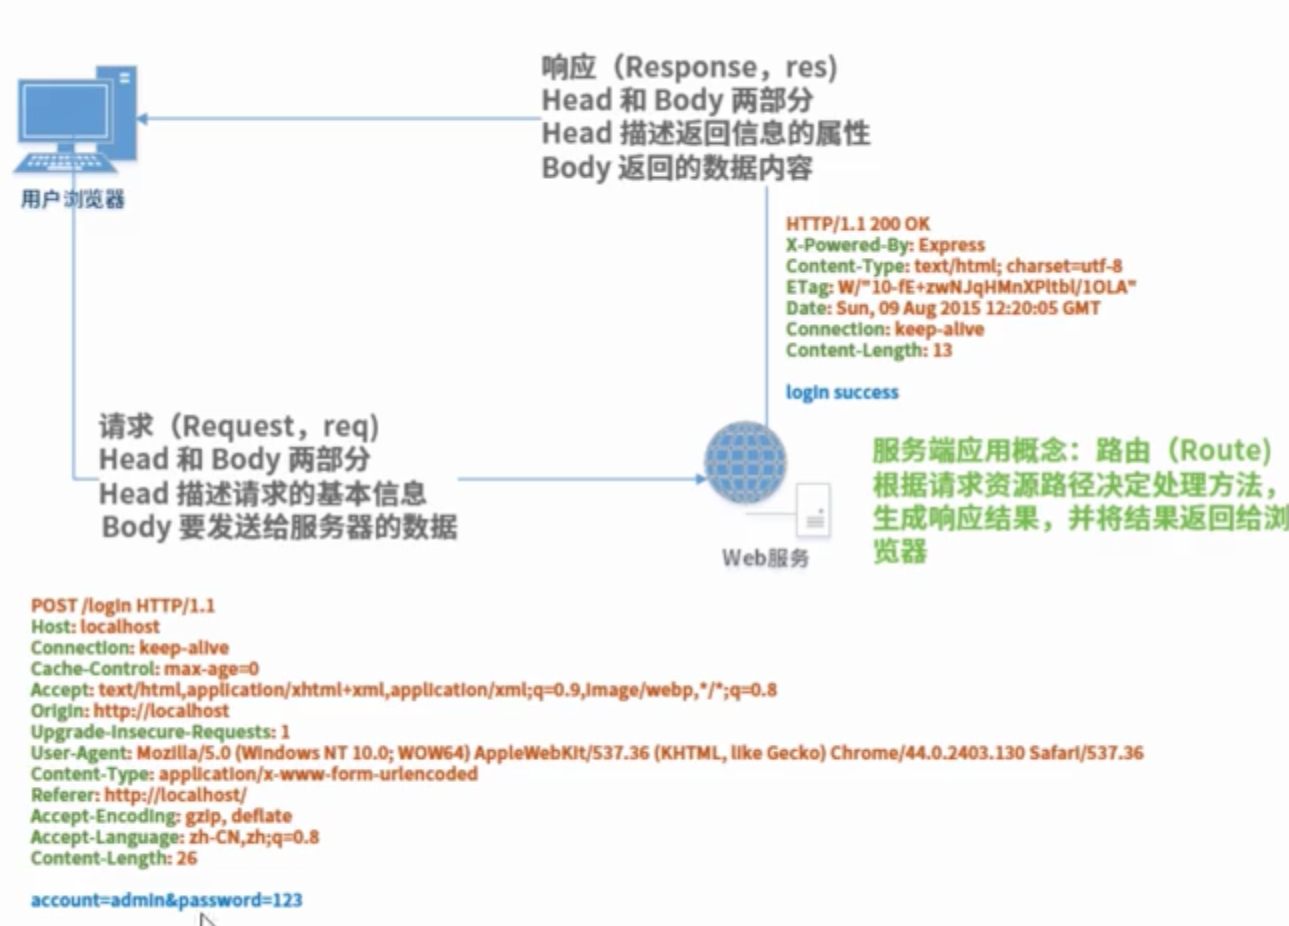 响应（Response，res)
Head 和 Body 两部分
Head 描述返回信息的属性
Body 返回的数据内容
用户浏览器
HTTP/1.1 200 OK
X-Powered-By: Express
Content-Type: text/html; charset=utf-8
ETag: W/"10-fE+zwNJqHMnXPltbl/1OLA"
Date: Sun, 09 Aug 2015 12:20:05 GMT
Connection: keep-alive
Content-Length: 13
login success
请求（Request，req)
Head 和 Body 两部分
Head 描述请求的基本信息
Body 要发送给服务器的数据
Web服务
服务端应用概念：路由（Route)
根据请求资源路径决定处理方法，
生成响应结果，并将结果返回给浏
览器
POST /login HTTP/1.1
Host: localhost
Connection: keep-alive
Cache-Control: max-age=0
Accept: text/html,application/xhtml+xml,application/xml;q=0.9,image/webp,*/*;q=0.8
Origin: http://localhost
Upgrade-Insecure-Requests: 1
User-Agent: Mozilla/5.0 (Windows NT 10.0; WOW64) AppleWebKit/537.36 (KHTML, like Gecko) Chrome/44.0.2403.130 Safari/537.36
Content-Type: application/x-www-form-urlencoded
Referer: http://localhost/
Accept-Encoding: gzip, deflate
Accept-Language: zh-CN,zh;q=0.8
Content-Length: 26
account=admin&password=123